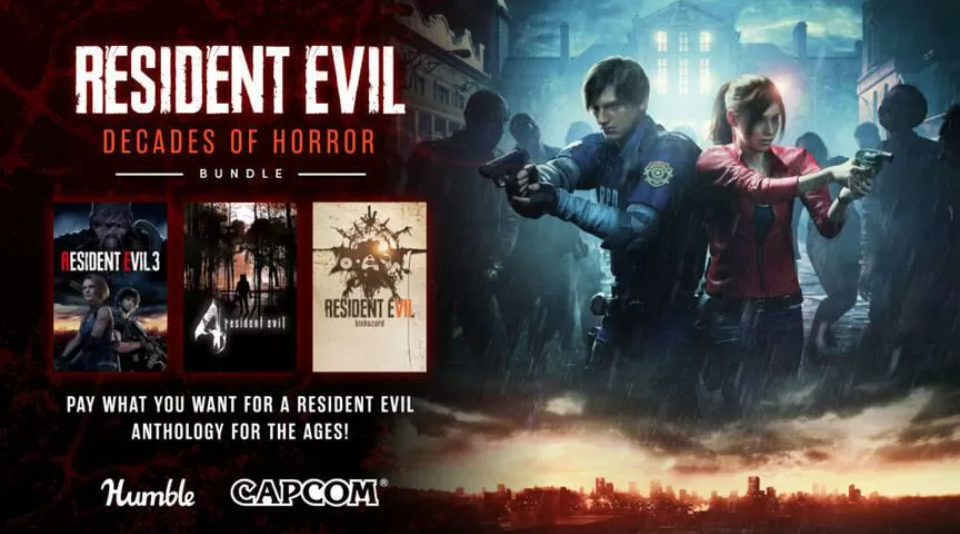 RESIDENT EVIL
DECADES OF HORROR
BUNDLE
RESIDENT EVIL 3
4 resident evil
RESIDENT EVIL
biohazard
PAY WHAT YOU WANT FOR A RESIDENT EVIL
ANTHOLOGY FOR THE AGES!
Humble
CAPCOM®